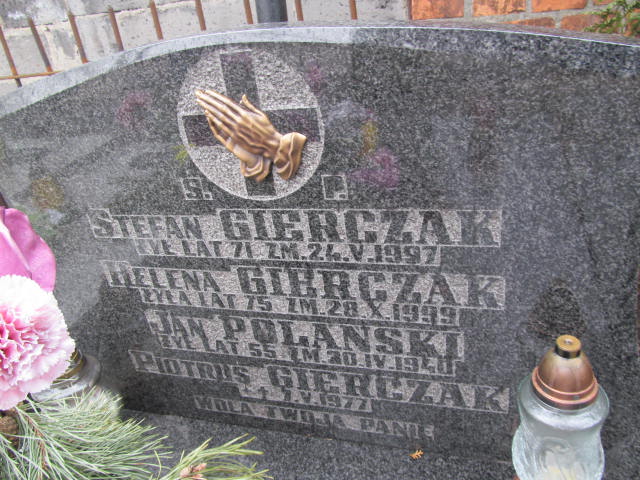 Ś. P.
STEFAN GIERCZAK
ŻYŁ LAT 71 ZM. 24.V.1997
HELENA GIERCZAK
ŻYŁA LAT 75 ZM. 28.X.1999
JAN POLAŃSKI
ŻYŁ LAT 55 ZM. 30.IV.1940
PIOTRUŚ GIERCZAK
7.V.1977
WOLA TWOJA PANIE